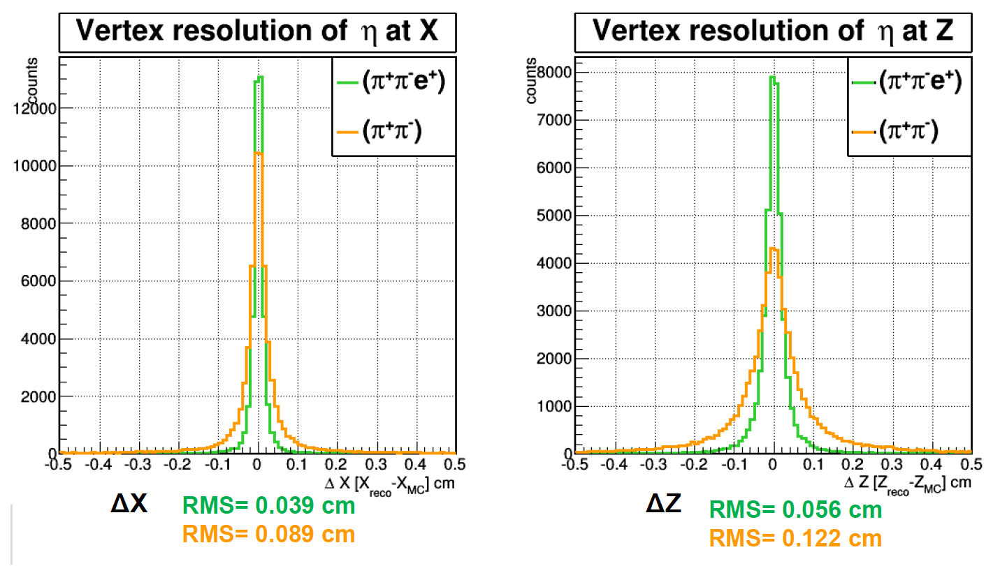 Vertex resolution of η at X
counts
(π⁺π⁻e⁺)
(π⁺π⁻)
12000
10000
8000
6000
4000
2000
0
-0.5 -0.4 -0.3 -0.2 -0.1 0 0.1 0.2 0.3 0.4 0.5
Δ X [Xreco-XMC] cm
ΔX RMS= 0.039 cm
RMS= 0.089 cm
Vertex resolution of η at Z
counts
(π⁺π⁻e⁺)
(π⁺π⁻)
8000
7000
6000
5000
4000
3000
2000
1000
0
-0.5 -0.4 -0.3 -0.2 -0.1 0 0.1 0.2 0.3 0.4 0.5
Δ Z [Zreco-ZMC] cm
ΔZ RMS= 0.056 cm
RMS= 0.122 cm